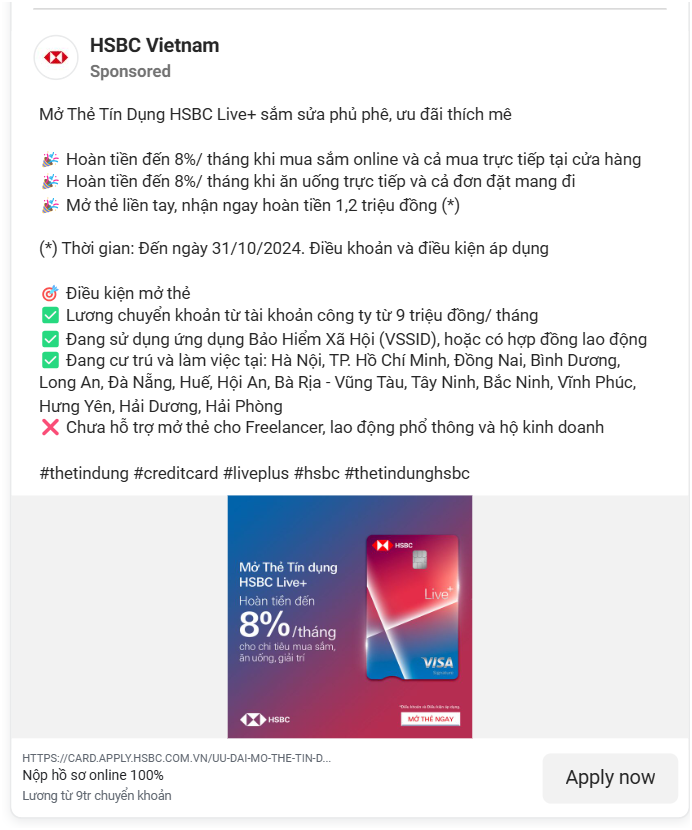 HSBC Vietnam
Sponsored
Mở Thẻ Tín Dụng HSBC Live+ sắm sửa phủ phê, ưu đãi thích mê
🎉 Hoàn tiền đến 8%/ tháng khi mua sắm online và cả mua trực tiếp tại cửa hàng
🎉 Hoàn tiền đến 8%/ tháng khi ăn uống trực tiếp và cả đơn đặt mang đi
🎉 Mở thẻ liền tay, nhận ngay hoàn tiền 1,2 triệu đồng (*)
(*) Thời gian: Đến ngày 31/10/2024. Điều khoản và điều kiện áp dụng
🎯 Điều kiện mở thẻ
✅ Lương chuyển khoản từ tài khoản công ty từ 9 triệu đồng/ tháng
✅ Đang sử dụng ứng dụng Bảo Hiểm Xã Hội (VSSID), hoặc có hợp đồng lao động
✅ Đang cư trú và làm việc tại: Hà Nội, TP. Hồ Chí Minh, Đồng Nai, Bình Dương,
Long An, Đà Nẵng, Huế, Hội An, Bà Rịa - Vũng Tàu, Tây Ninh, Bắc Ninh, Vĩnh Phúc,
Hưng Yên, Hải Dương, Hải Phòng
❌ Chưa hỗ trợ mở thẻ cho Freelancer, lao động phổ thông và hộ kinh doanh
#thetindung #creditcard #liveplus #hsbc #thetindunghsbc
Mở Thẻ Tín dụng
HSBC Live+
Hoàn tiền đến
8%/tháng
cho chi tiêu mua sắm,
ăn uống, giải trí
HSBC
HSBC
Live+
VISA
Signature
*Điều khoản và Điều kiện áp dụng
MỞ THẺ NGAY
HTTPS://CARD.APPLY.HSBC.COM.VN/UU-DAI-MO-THE-TIN-D...
Nộp hồ sơ online 100%
Lương từ 9tr chuyển khoản
Apply now